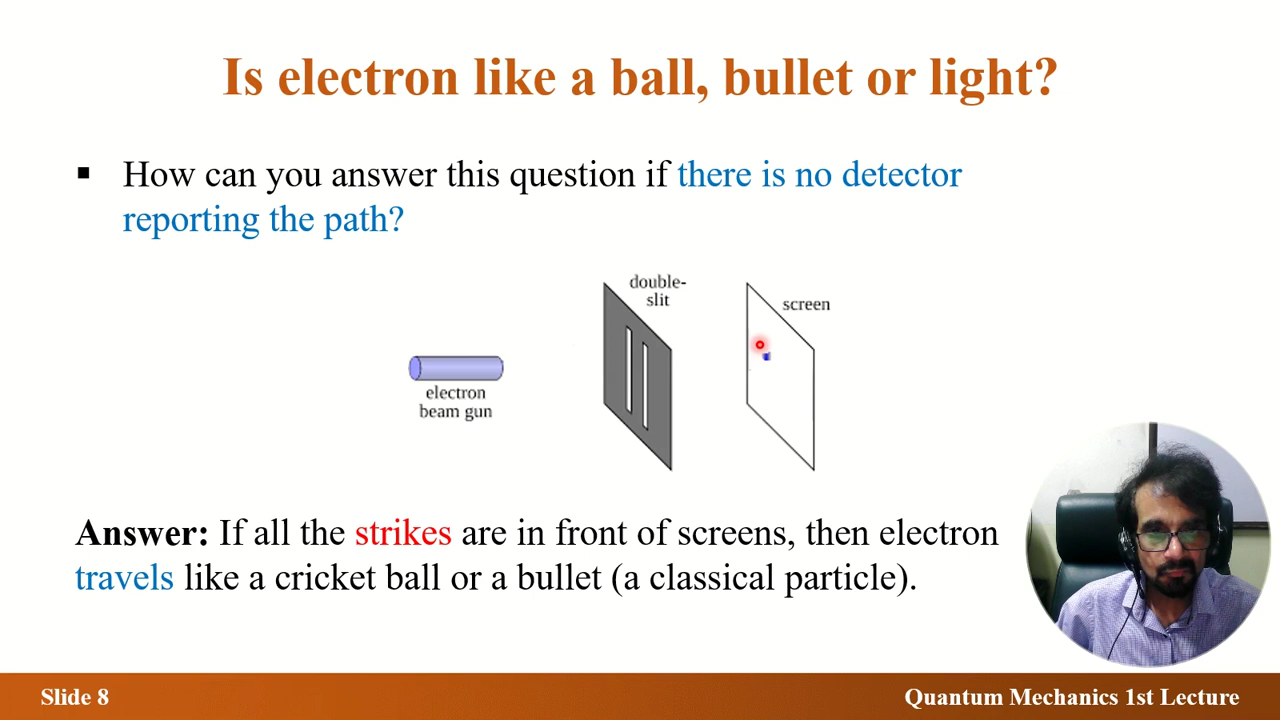 Is electron like a ball, bullet or light?
▪ How can you answer this question if there is no detector
reporting the path?
double-
slit
screen
electron
beam gun
Answer: If all the strikes are in front of screens, then electron
travels like a cricket ball or a bullet (a classical particle).
Slide 8
Quantum Mechanics 1st Lecture